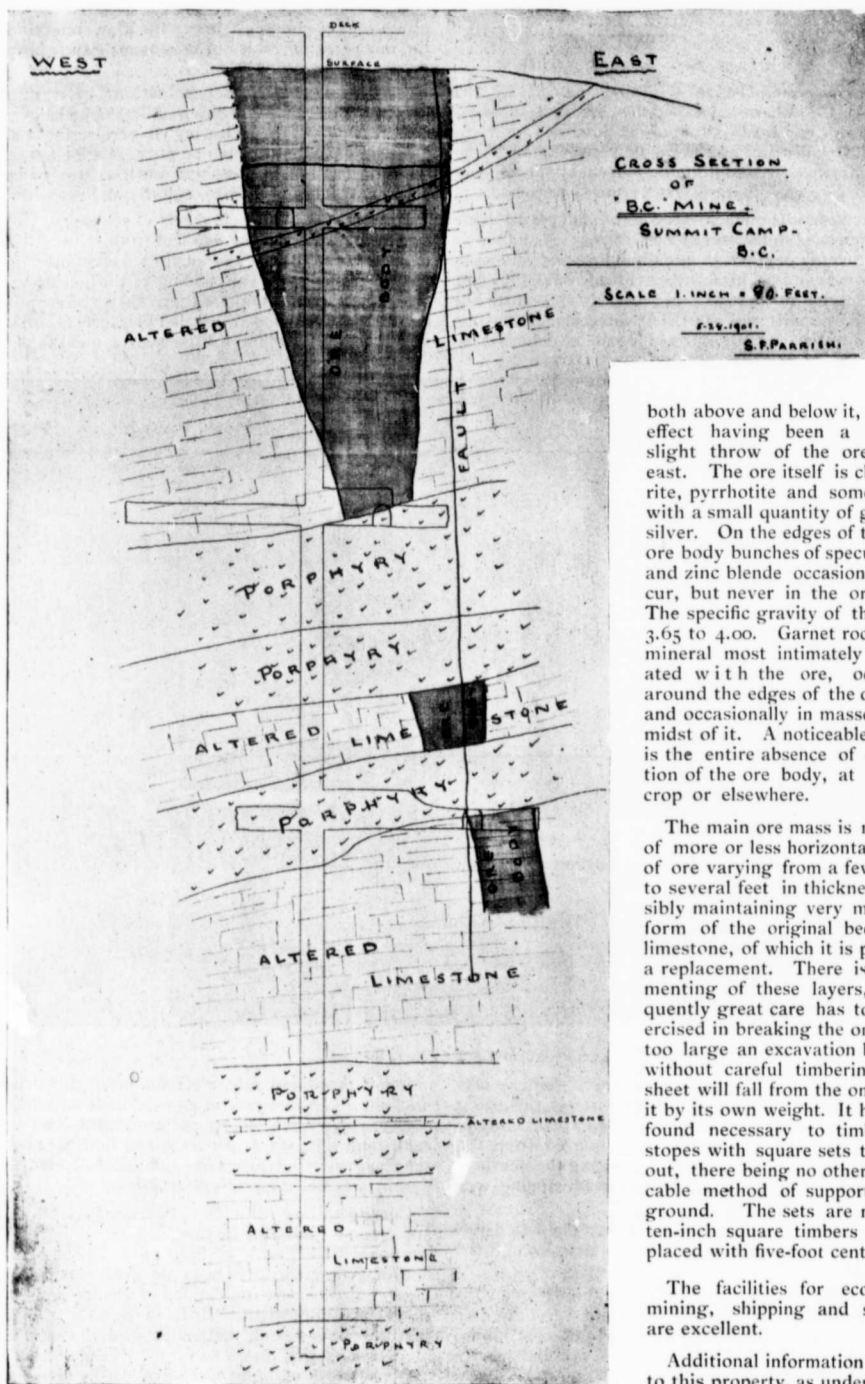 DECK
WEST
SURFACE
EAST
CROSS SECTION
OF
"B.C." MINE.
SUMMIT CAMP.
B.C.
SCALE 1. INCH = 80. FEET.
5-28-1901.
S.F. PARRISH.
ORE BODY
ALTERED
LIMESTONE
FAULT
PORPHYRY
PORPHYRY
ALTERED LIMESTONE
PORPHYRY
ORE BODY
ALTERED
LIMESTONE
PORPHYRY
ALTERED LIMESTONE
ALTERED
LIMESTONE
PORPHYRY
both above and below it,
effect having been a
slight throw of the ore
east. The ore itself is
rite, pyrrhotite and
with a small quantity of
silver. On the edges of
ore body bunches of
and zinc blende
cur, but never in the
The specific gravity of
3.65 to 4.00. Garnet
mineral most intimately
ated with the ore,
around the edges of the
and occasionally in
midst of it. A noticeable
is the entire absence of
tion of the ore body, at
crop or elsewhere.
The main ore mass is
of more or less
of ore varying from a few
to several feet in
sibly maintaining very
form of the original
limestone, of which it is
a replacement. There
menting of these layers,
quently great care has
ercised in breaking the
too large an excavation
without careful
sheet will fall from the
it by its own weight. It
found necessary to
stopes with square sets
out, there being no other
cable method of
ground. The sets are
ten-inch square timbers
placed with five-foot
The facilities for
mining, shipping and
are excellent.
Additional information
to this property, as